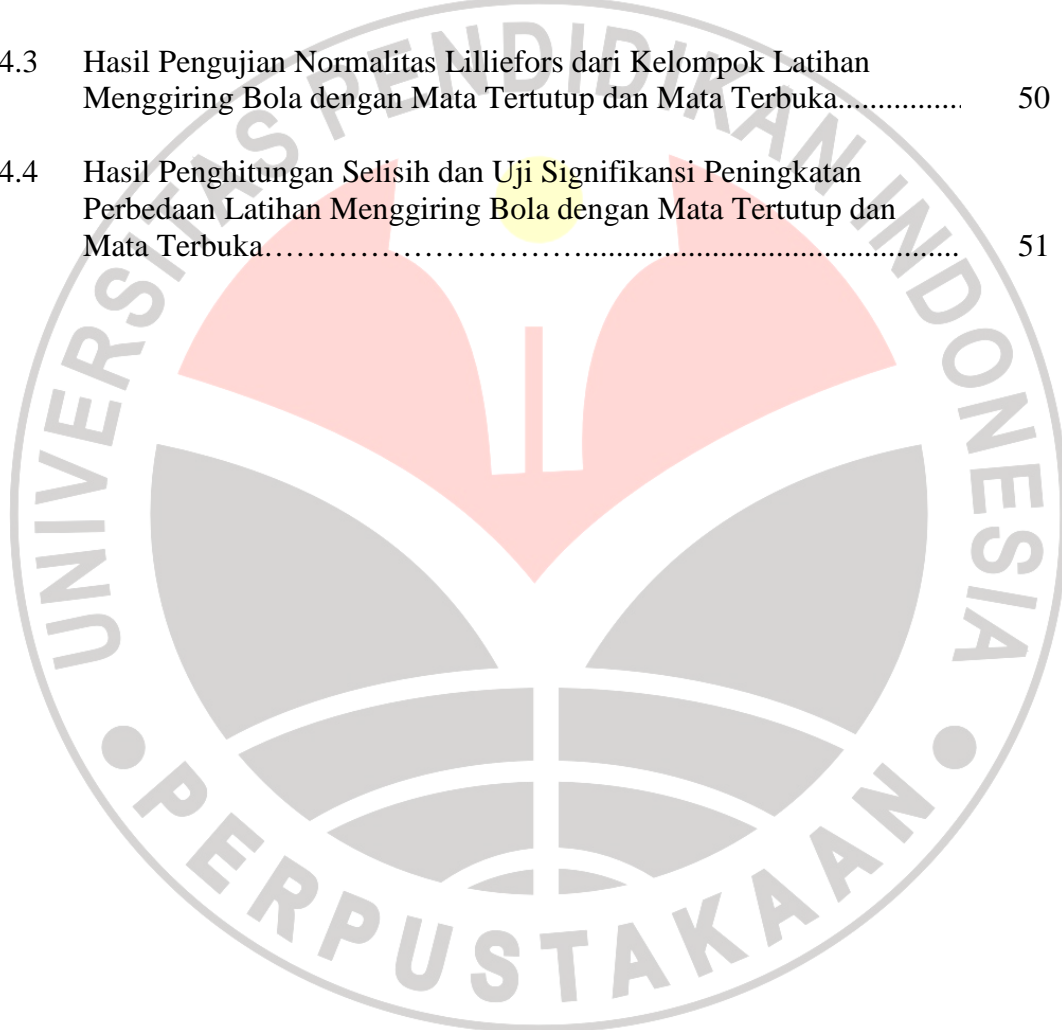 4.3 Hasil Pengujian Normalitas Lilliefors dari Kelompok Latihan
Menggiring Bola dengan Mata Tertutup dan Mata Terbuka............... 50
4.4 Hasil Penghitungan Selisih dan Uji Signifikansi Peningkatan
Perbedaan Latihan Menggiring Bola dengan Mata Tertutup dan
Mata Terbuka……………………………............................................. 51
UNIVERSITAS PENDIDIKAN INDONESIA
PERPUSTAKAAN